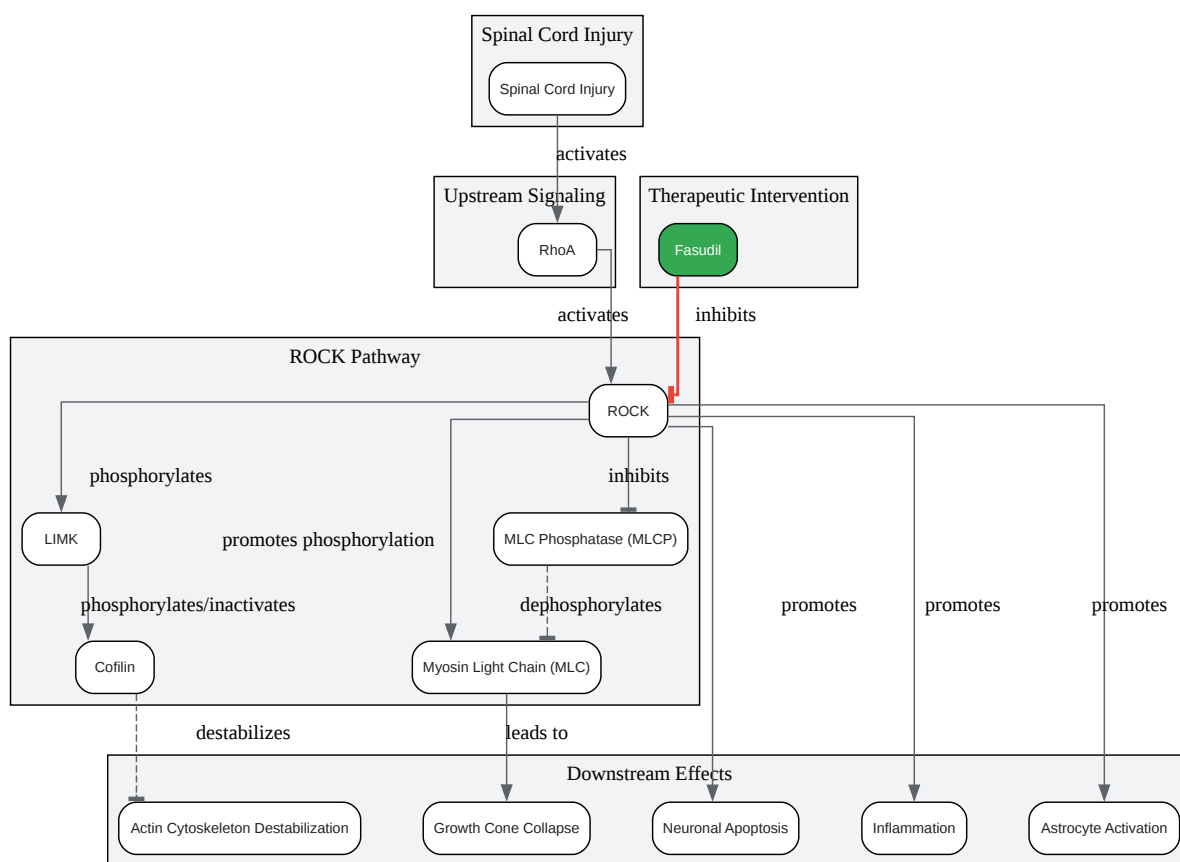 Spinal Cord Injury
Spinal Cord Injury
activates
Upstream Signaling
Therapeutic Intervention
RhoA
Fasudil
activates
inhibits
ROCK Pathway
ROCK
phosphorylates
inhibits
LIMK
promotes phosphorylation
MLC Phosphatase (MLCP)
phosphorylates/inactivates
dephosphorylates
promotes
promotes
promotes
Cofilin
Myosin Light Chain (MLC)
destabilizes
leads to
Downstream Effects
Actin Cytoskeleton Destabilization
Growth Cone Collapse
Neuronal Apoptosis
Inflammation
Astrocyte Activation